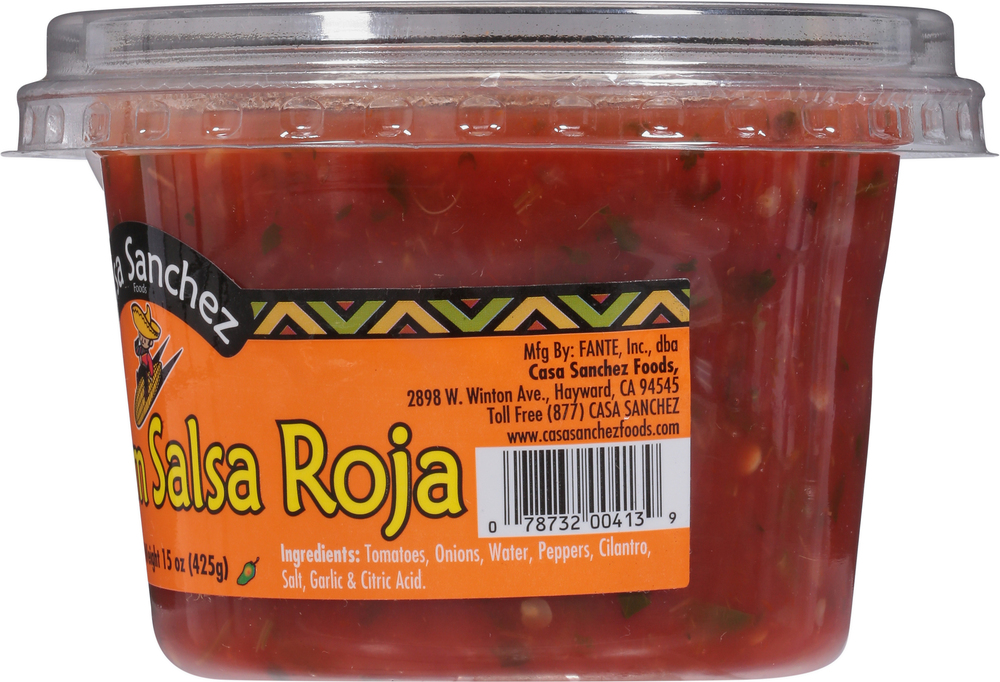 Sanchez
Foods
Salsa Roja
15 oz (425g)
Mfg By: FANTE, Inc., dba
Casa Sanchez Foods,
2898 W. Winton Ave., Hayward, CA 94545
Toll Free (877) CASA SANCHEZ
www.casasanchezfoods.com
0 78732 00413 9
Ingredients: Tomatoes, Onions, Water, Peppers, Cilantro,
Salt, Garlic & Citric Acid.